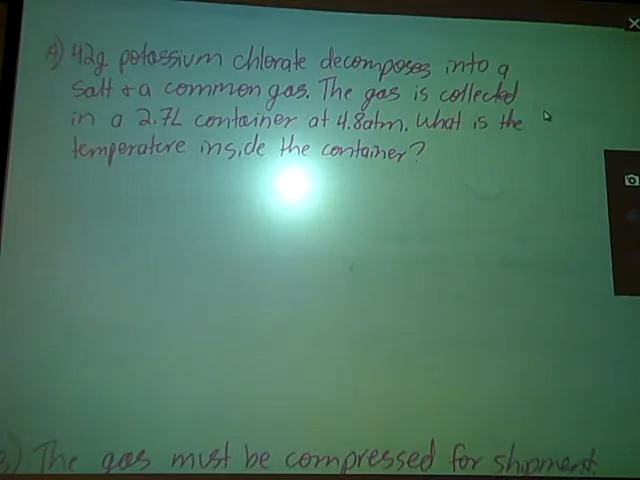 A) 42g potassium chlorate decomposes into a
salt + a common gas. The gas is collected
in a 2.7L container at 4.8atm. What is the
temperature inside the container?
B) The gas must be compressed for shipment